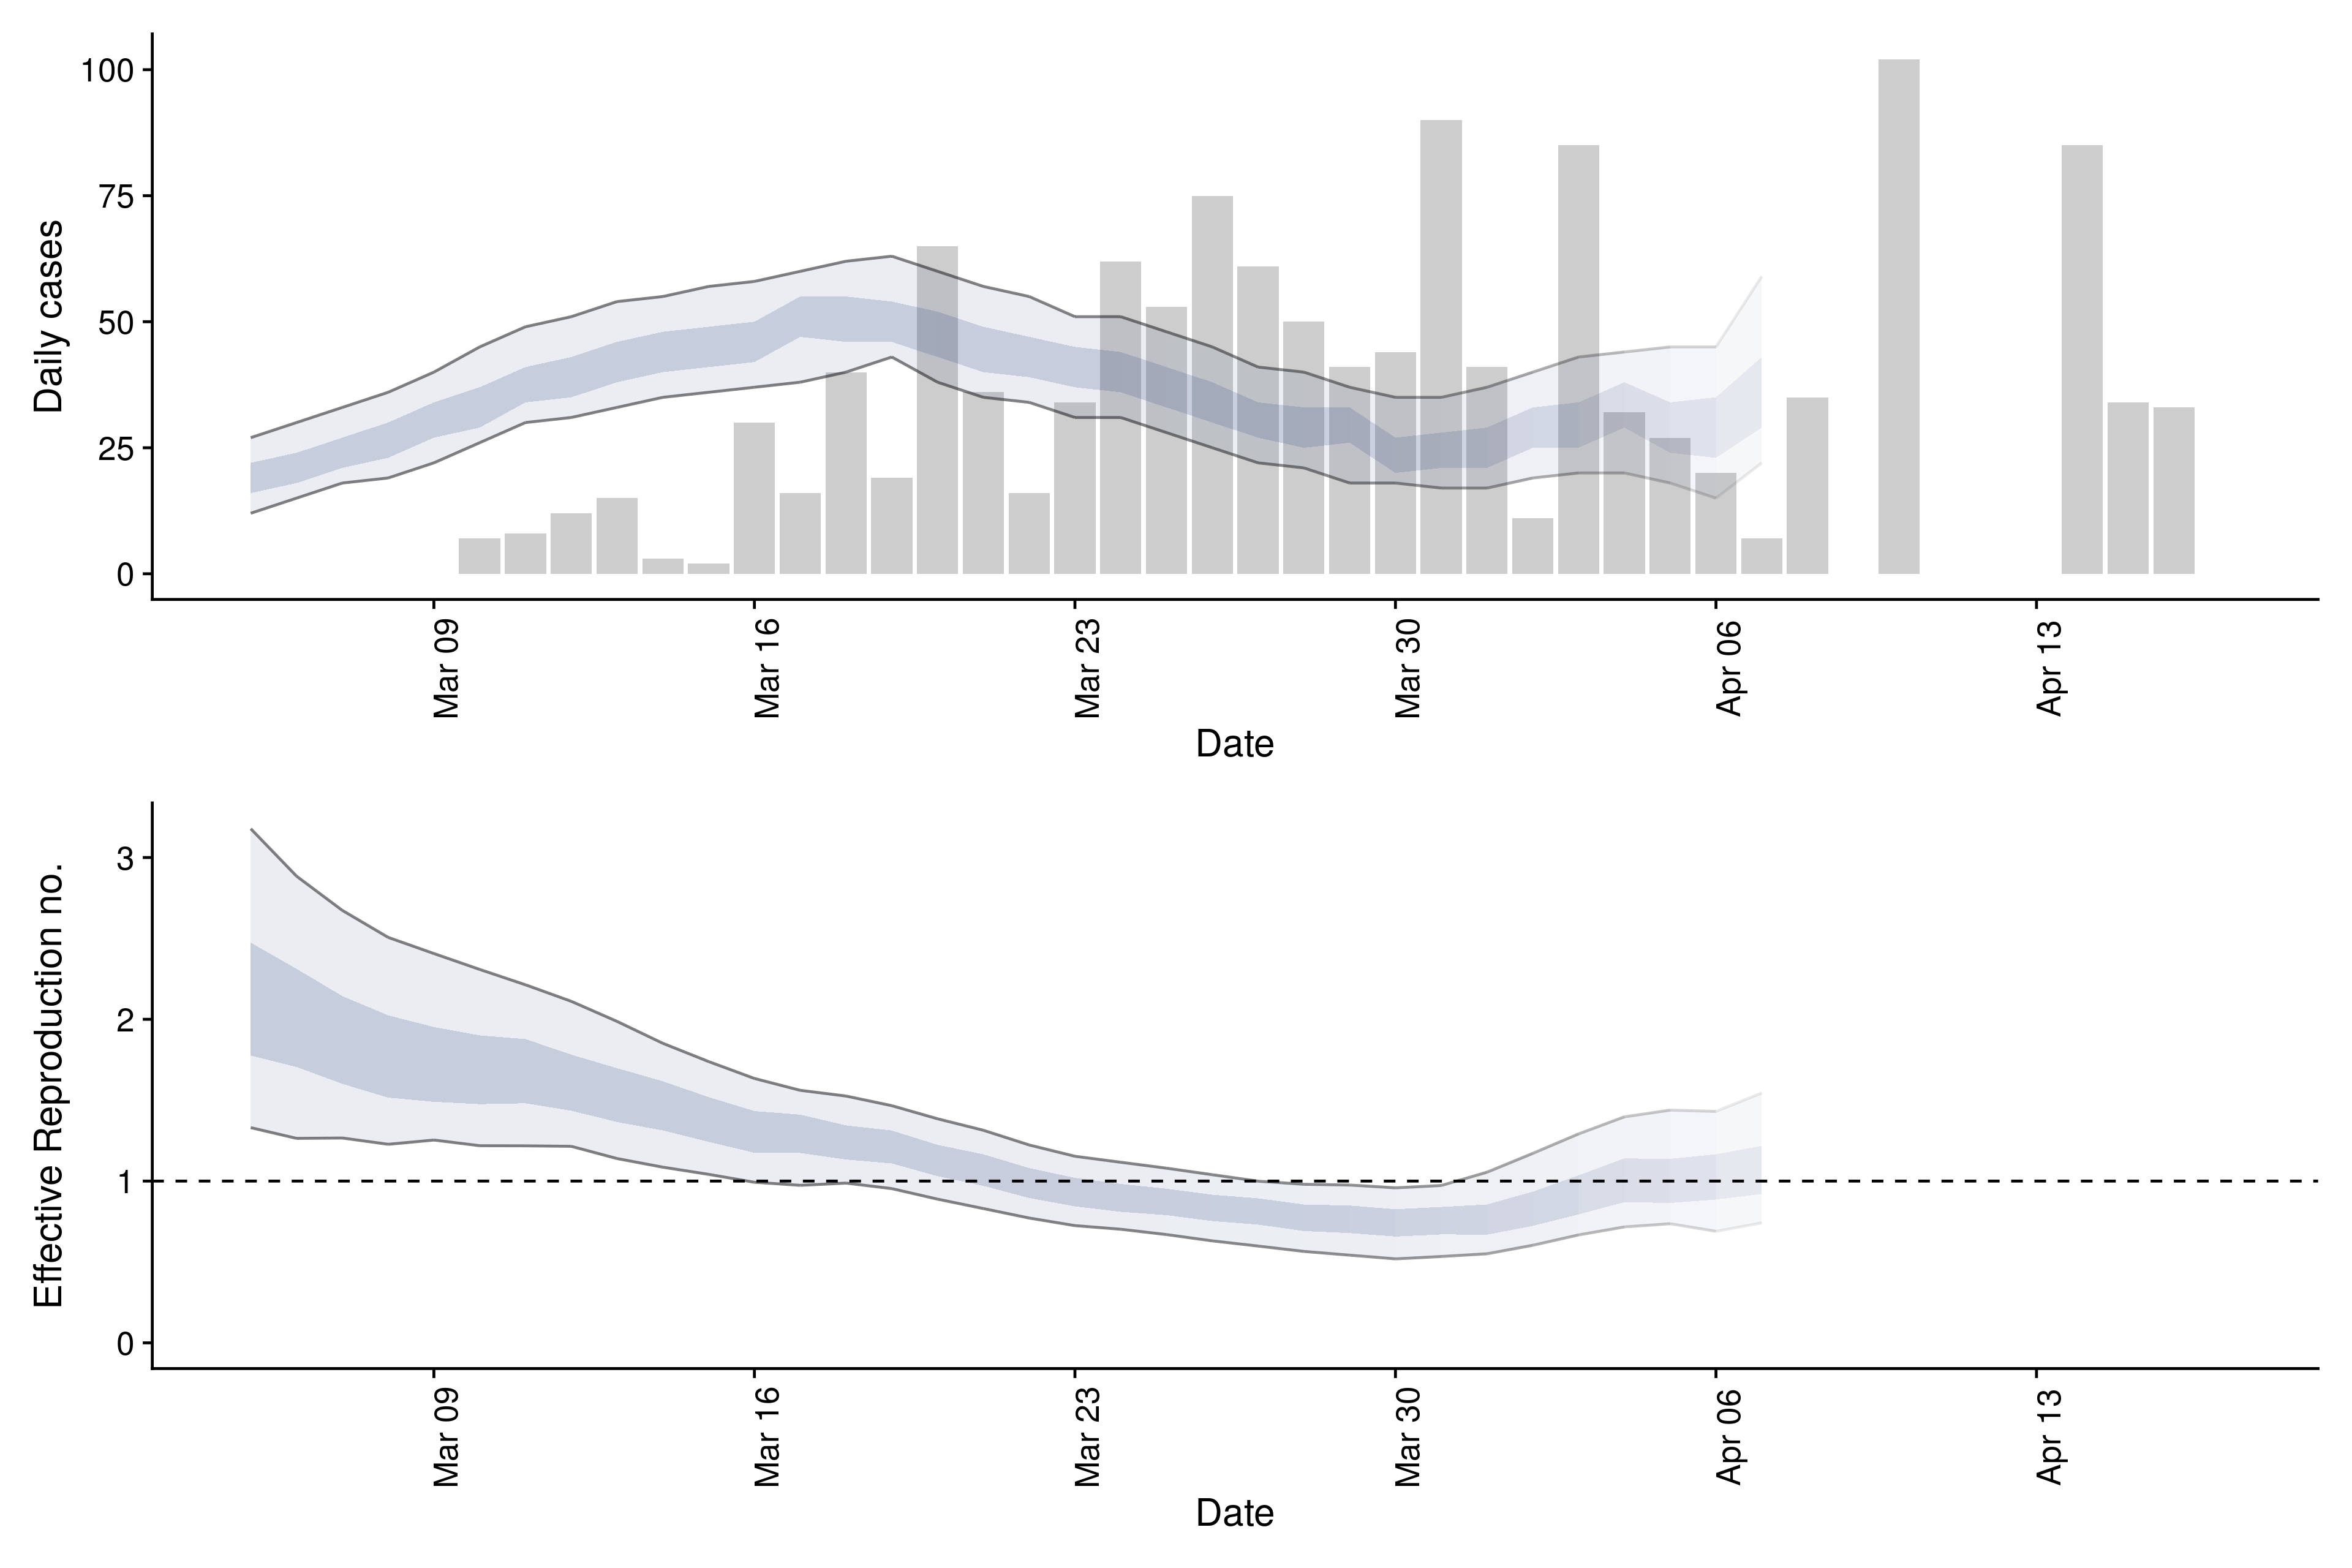 Daily cases
100
75
50
25
0
Mar 09
Mar 16
Mar 23
Mar 30
Apr 06
Apr 13
Date
Effective Reproduction no.
3
2
1
0
Mar 09
Mar 16
Mar 23
Mar 30
Apr 06
Apr 13
Date